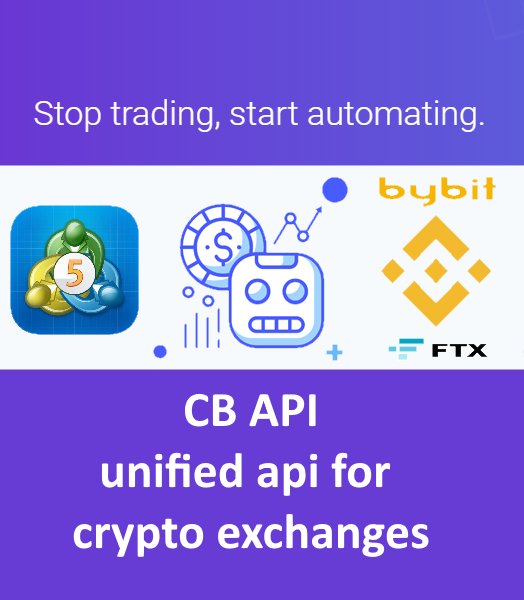 Stop trading, start automating.
bybit
$
5
FTX
CB API
unified api for
crypto exchanges